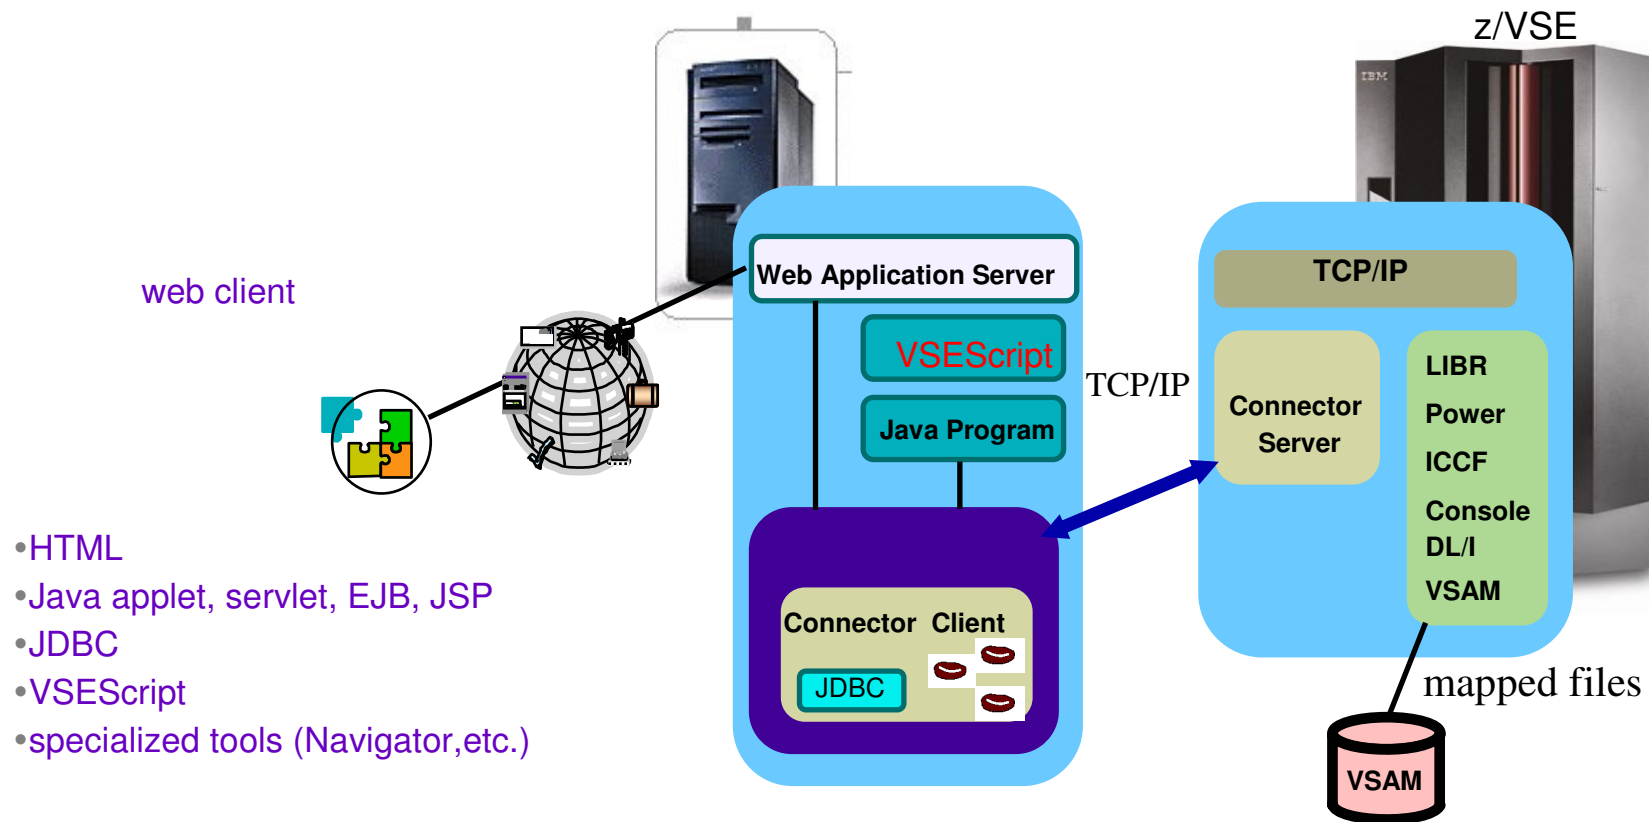 z/VSE
IBM
web client
•HTML
•Java applet, servlet, EJB, JSP
•JDBC
•VSEScript
•specialized tools (Navigator,etc.)
Web Application Server
VSEScript
Java Program
Connector Client
JDBC
TCP/IP
TCP/IP
Connector
Server
LIBR
Power
ICCF
Console
DL/I
VSAM
mapped files
VSAM